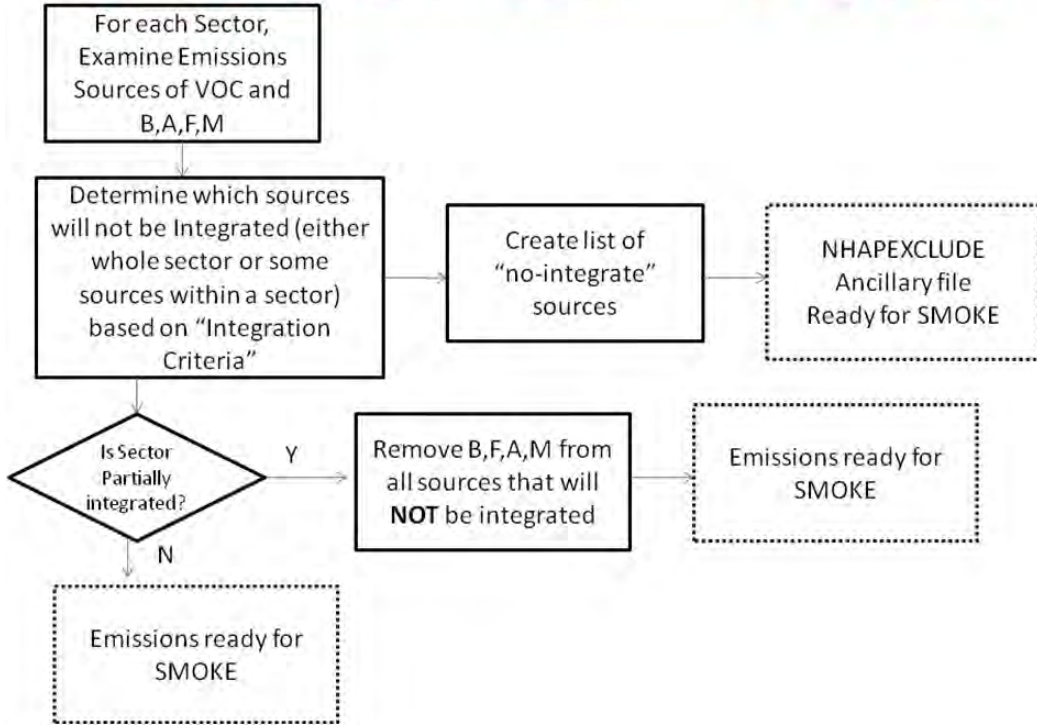 For each Sector,
Examine Emissions
Sources of VOC and
B,A,F,M
Determine which sources
will not be Integrated (either
whole sector or some
sources within a sector)
based on “Integration
Criteria”
Create list of
“no-integrate”
sources
NHAPEXCLUDE
Ancillary file
Ready for SMOKE
Is Sector
Partially
integrated?
Y
Remove B,F,A,M from
all sources that will
NOT be integrated
Emissions ready for
SMOKE
N
Emissions ready for
SMOKE